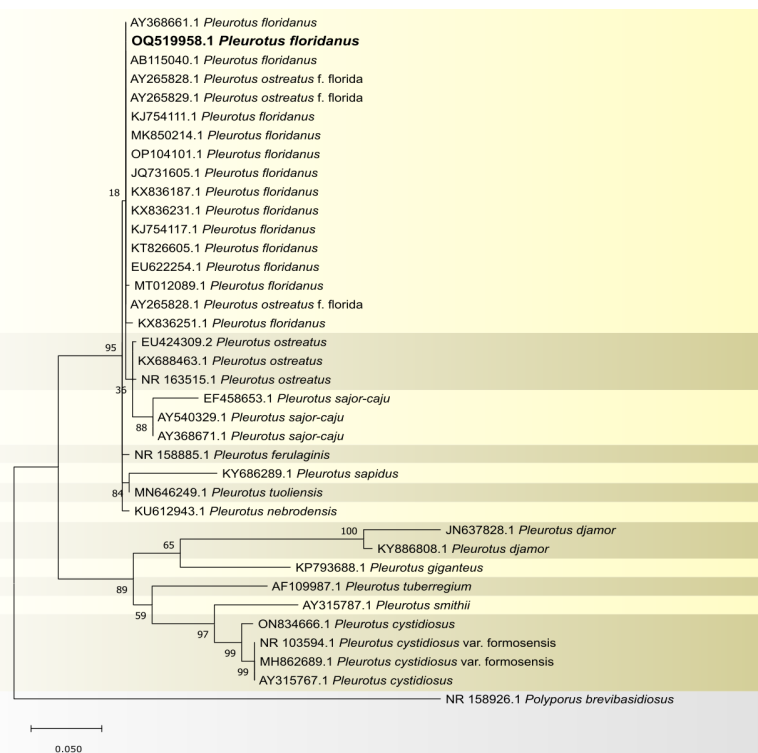 AY368661.1 Pleurotus floridanus
OQ519958.1 Pleurotus floridanus
AB115040.1 Pleurotus floridanus
AY265828.1 Pleurotus ostreatus f. florida
AY265829.1 Pleurotus ostreatus f. florida
KJ754111.1 Pleurotus floridanus
MK850214.1 Pleurotus floridanus
OP104101.1 Pleurotus floridanus
JQ731605.1 Pleurotus floridanus
18 KX836187.1 Pleurotus floridanus
KX836231.1 Pleurotus floridanus
KJ754117.1 Pleurotus floridanus
KT826605.1 Pleurotus floridanus
EU622254.1 Pleurotus floridanus
MT012089.1 Pleurotus floridanus
AY265828.1 Pleurotus ostreatus f. florida
KX836251.1 Pleurotus floridanus
EU424309.2 Pleurotus ostreatus
95
KX688463.1 Pleurotus ostreatus
NR 163515.1 Pleurotus ostreatus
36
EF458653.1 Pleurotus sajor-caju
AY540329.1 Pleurotus sajor-caju
88
AY368671.1 Pleurotus sajor-caju
NR 158885.1 Pleurotus ferulaginis
KY686289.1 Pleurotus sapidus
84 MN646249.1 Pleurotus tuoliensis
KU612943.1 Pleurotus nebrodensis
100 JN637828.1 Pleurotus djamor
65 KY886808.1 Pleurotus djamor
KP793688.1 Pleurotus giganteus
89 AF109987.1 Pleurotus tuberregium
AY315787.1 Pleurotus smithii
59
ON834666.1 Pleurotus cystidiosus
97
NR 103594.1 Pleurotus cystidiosus var. formosensis
99
MH862689.1 Pleurotus cystidiosus var. formosensis
99
AY315767.1 Pleurotus cystidiosus
NR 158926.1 Polyporus brevibasidiosus
0.050